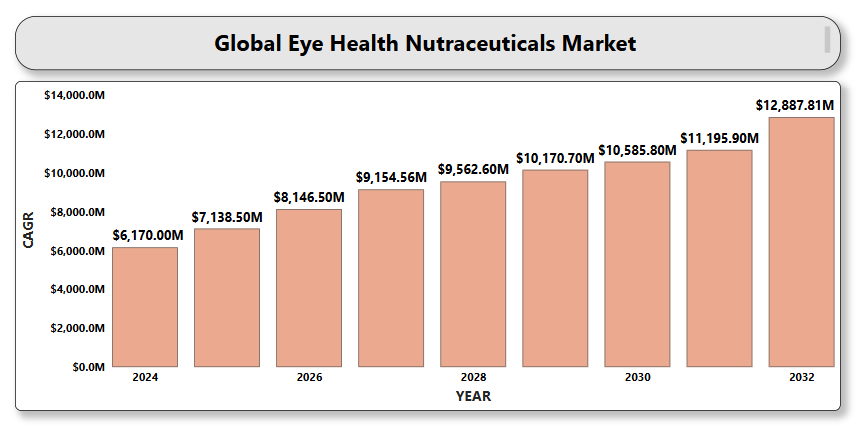 Global Eye Health Nutraceuticals Market
$14,000.0M
$12,000.0M
$10,000.0M
$8,000.0M
$6,000.0M
$4,000.0M
$2,000.0M
$0.0M
CAGR
$6,170.00M
$7,138.50M
$8,146.50M
$9,154.56M
$9,562.60M
$10,170.70M
$10,585.80M
$11,195.90M
$12,887.81M
2024 2026 2028 2030 2032
YEAR